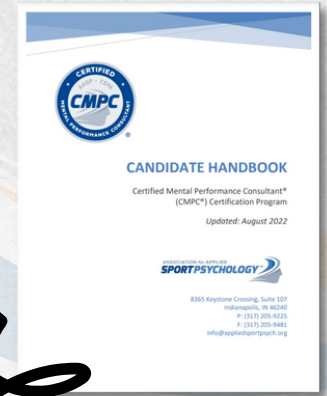 CERTIFIED
AASP - CSPA
CMPC
MENTAL PERFORMANCE CONSULTANT
®
CANDIDATE HANDBOOK
Certified Mental Performance Consultant®
(CMPC®) Certification Program
Updated: August 2022
ASSOCIATION for APPLIED
SPORTPSYCHOLOGY
8365 Keystone Crossing, Suite 107
Indianapolis, IN 46240
P: (317) 205-9225
F: (317) 205-9481
info@appliedsportpsych.org